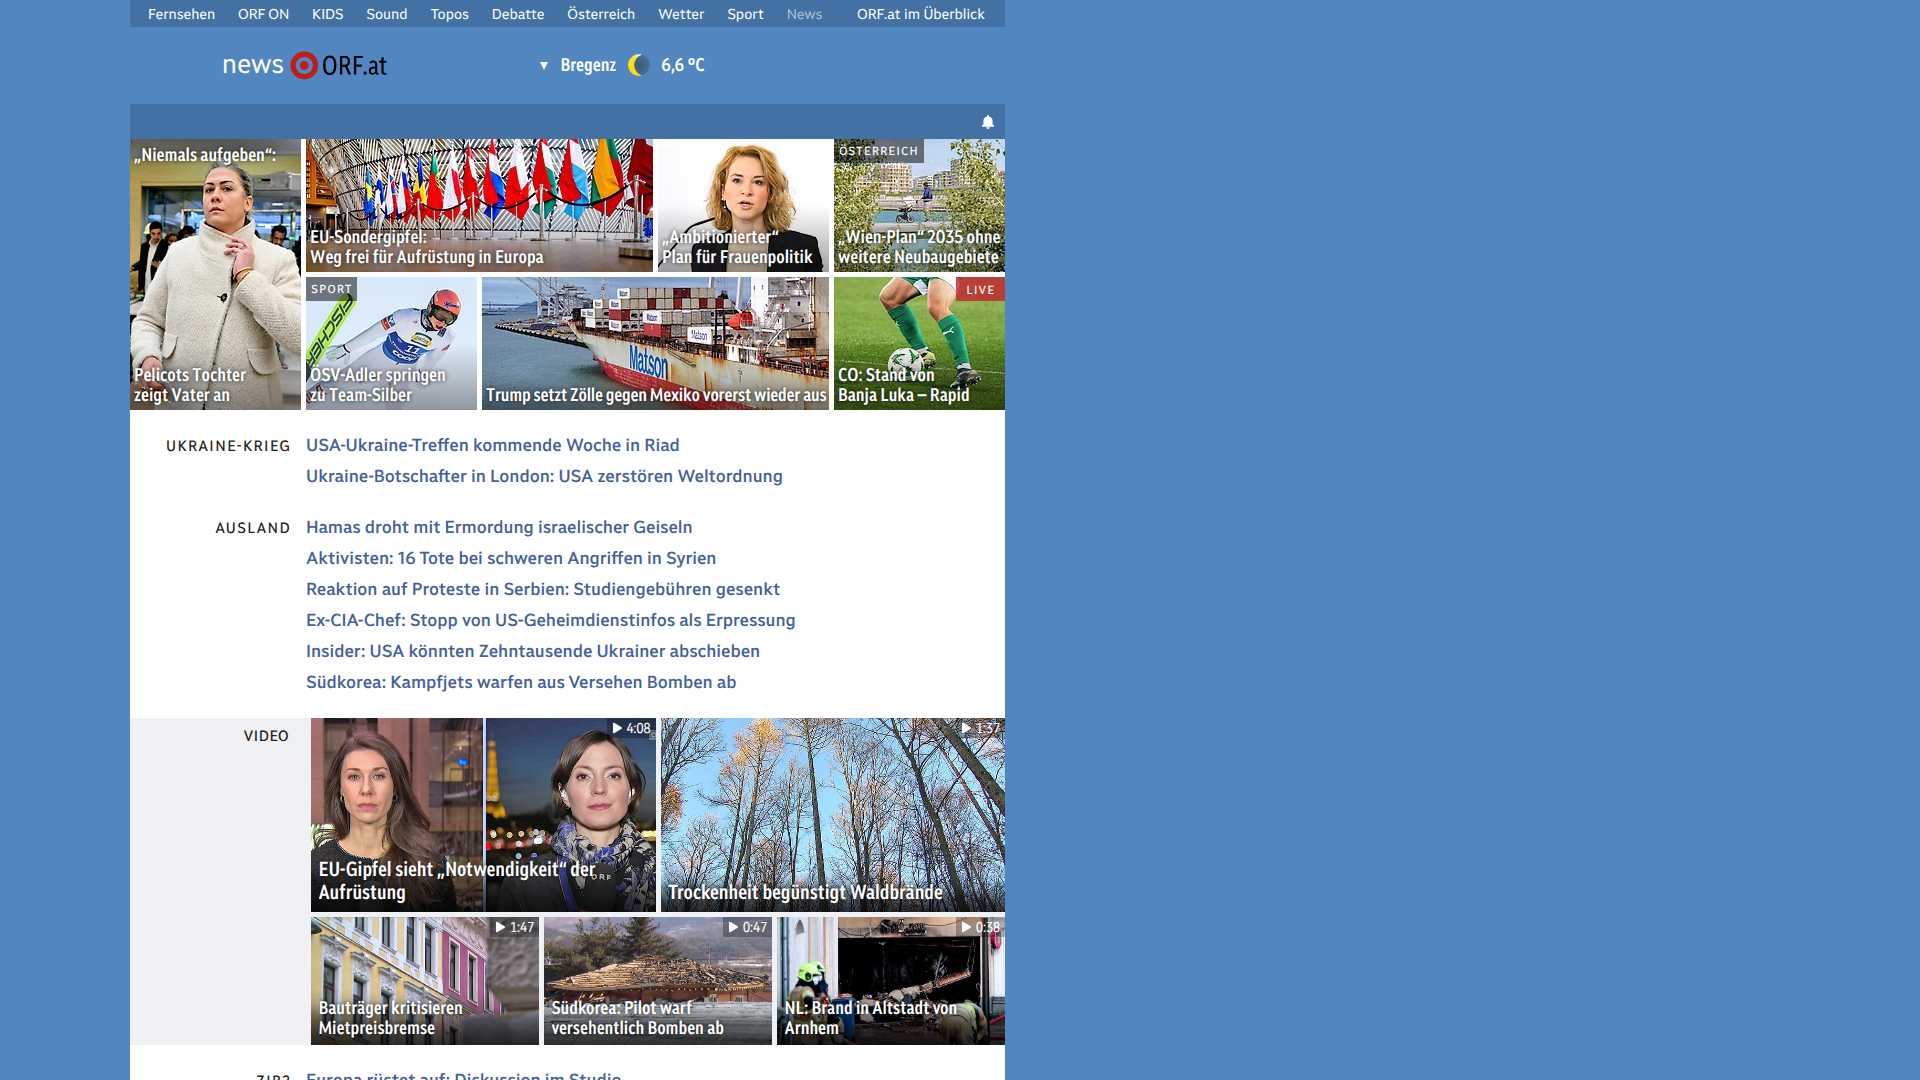 Fernsehen ORF ON KIDS Sound Topos Debatte Österreich Wetter Sport News ORF.at im Überblick
news ORF.at
Bregenz 6,6 °C
„Niemals aufgeben“:
Pelicots Tochter
zeigt Vater an
EU-Sondergipfel:
Weg frei für Aufrüstung in Europa
„Ambitionierter“
Plan für Frauenpolitik
ÖSTERREICH
„Wien-Plan“ 2035 ohne
weitere Neubaugebiete
SPORT
ÖSV-Adler springen
zu Team-Silber
Matson
Matson
Trump setzt Zölle gegen Mexiko vorerst wieder aus
LIVE
CO: Stand von
Banja Luka – Rapid
UKRAINE-KRIEG
USA-Ukraine-Treffen kommende Woche in Riad
Ukraine-Botschafter in London: USA zerstören Weltordnung
AUSLAND
Hamas droht mit Ermordung israelischer Geiseln
Aktivisten: 16 Tote bei schweren Angriffen in Syrien
Reaktion auf Proteste in Serbien: Studiengebühren gesenkt
Ex-CIA-Chef: Stopp von US-Geheimdienstinfos als Erpressung
Insider: USA könnten Zehntausende Ukrainer abschieben
Südkorea: Kampfjets warfen aus Versehen Bomben ab
VIDEO
4:08
EU-Gipfel sieht „Notwendigkeit“ der
Aufrüstung
ORF
1:37
Trockenheit begünstigt Waldbrände
1:47
Bauträger kritisieren
Mietpreisbremse
0:47
Südkorea: Pilot warf
versehentlich Bomben ab
0:38
NL: Brand in Altstadt von
Arnhem
ZIB2
Europa rüstet auf: Diskussion im Studio